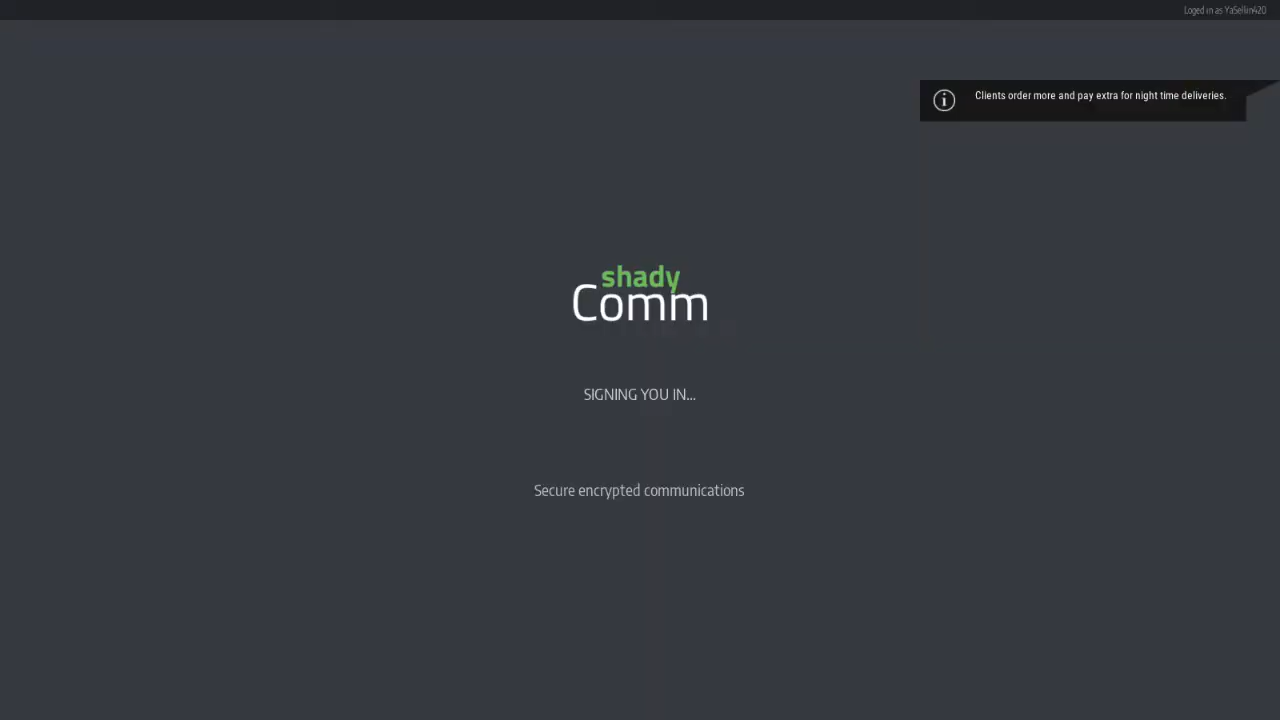 Loged in as YaSellin420
Clients order more and pay extra for night time deliveries.
shady
Comm
SIGNING YOU IN...
Secure encrypted communications